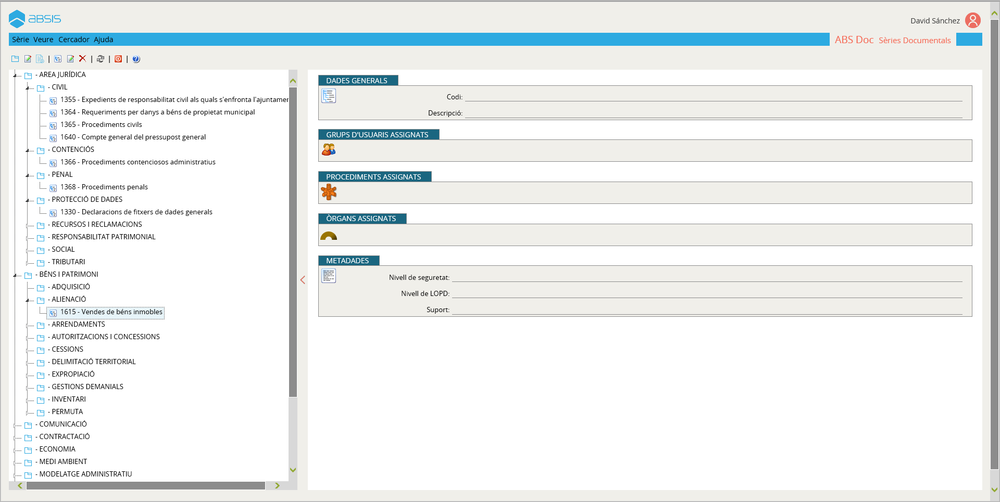 ABSIS
David Sánchez
Sèrie Veure Cercador Ajuda
ABS Doc Sèries Documentals
- AREA JURÍDICA
- CIVIL
1355 - Expedients de responsabilitat civil als quals s'enfronta l'ajuntamer
1364 - Requeriments per danys a béns de propietat municipal
1365 - Procediments civils
1640 - Compte general del pressupost general
- CONTENCIÓS
1366 - Procediments contenciosos administratius
- PENAL
1368 - Procediments penals
- PROTECCIÓ DE DADES
1330 - Declaracions de fitxers de dades generals
- RECURSOS I RECLAMACIONS
- RESPONSABILITAT PATRIMONIAL
- SOCIAL
- TRIBUTARI
- BÉNS I PATRIMONI
- ADQUISICIÓ
- ALIENACIÓ
1615 - Vendes de béns inmobles
- ARRENDAMENTS
- AUTORITZACIONS I CONCESSIONS
- CESSIONS
- DELIMITACIÓ TERRITORIAL
- EXPROPIACIÓ
- GESTIONS DEMANIALS
- INVENTARI
- PERMUTA
- COMUNICACIÓ
- CONTRACTACIÓ
- ECONOMIA
- MEDI AMBIENT
- MODELATGE ADMINISTRATIU
DADES GENERALS
Codi:
Descripció:
GRUPS D'USUARIS ASSIGNATS
PROCEDIMENTS ASSIGNATS
ÒRGANS ASSIGNATS
METADADES
Nivell de seguretat:
Nivell de LOPD:
Suport: